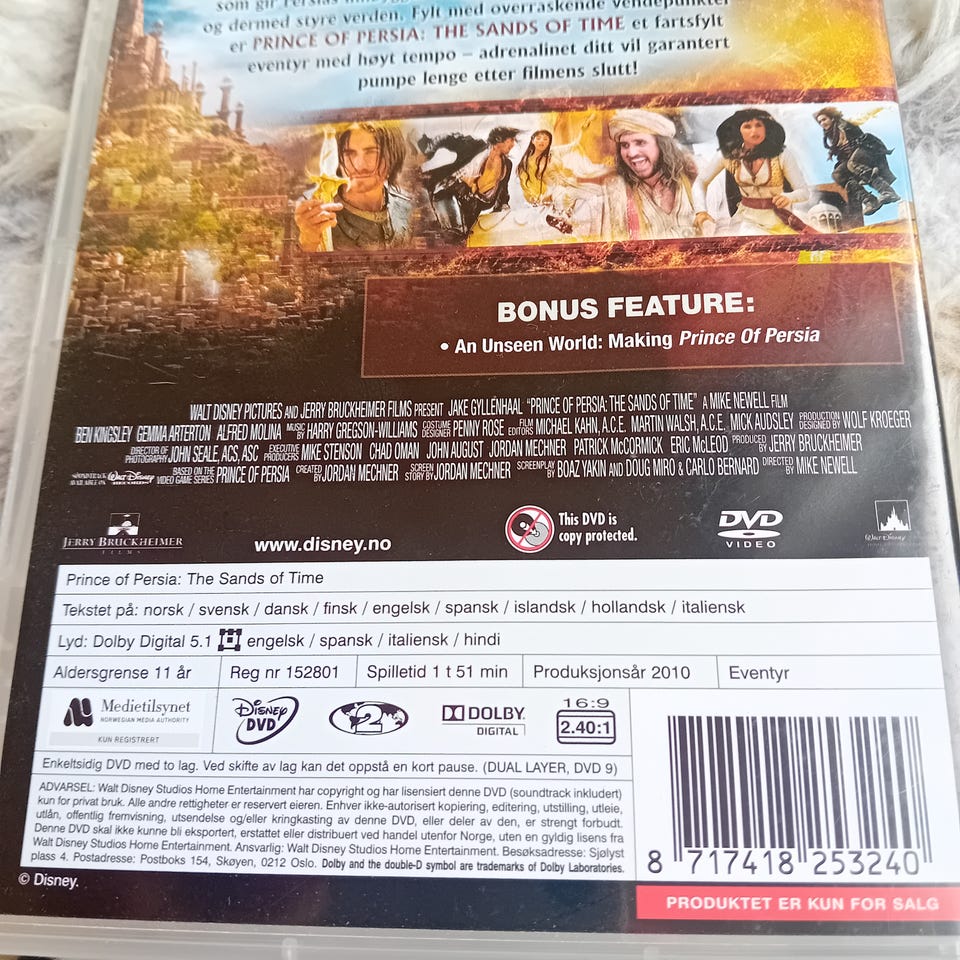 og dermed styre verden. Fylt med overraskende vendepunkter
er PRINCE OF PERSIA: THE SANDS OF TIME et fartsfylt
eventyr med høyt tempo – adrenalinet ditt vil garantert
pumpe lenge etter filmens slutt!
BONUS FEATURE:
• An Unseen World: Making Prince Of Persia
WALT DISNEY PICTURES AND JERRY BRUCKHEIMER FILMS PRESENT JAKE GYLLENHAAL "PRINCE OF PERSIA: THE SANDS OF TIME" A MIKE NEWELL FILM
BEN KINGSLEY GEMMA ARTERTON ALFRED MOLINA MUSIC BY HARRY GREGSON-WILLIAMS COSTUME DESIGNER PENNY ROSE FILM EDITORS MICHAEL KAHN, A.C.E. MARTIN WALSH, A.C.E. MICK AUDSLEY PRODUCTION DESIGNED BY WOLF KROEGER
DIRECTOR OF PHOTOGRAPHY JOHN SEALE, ACS, ASC EXECUTIVE PRODUCERS MIKE STENSON CHAD OMAN JOHN AUGUST JORDAN MECHNER PATRICK McCORMICK ERIC McLEOD PRODUCED BY JERRY BRUCKHEIMER
SOUNDTRACK AVAILABLE ON Walt Disney RECORDS BASED ON THE VIDEO GAME SERIES PRINCE OF PERSIA CREATED BY JORDAN MECHNER SCREEN STORY BY JORDAN MECHNER SCREENPLAY BY BOAZ YAKIN AND DOUG MIRO & CARLO BERNARD DIRECTED BY MIKE NEWELL
JERRY BRUCKHEIMER
FILMS
www.disney.no
This DVD is
copy protected.
DVD
VIDEO
Walt Disney
Prince of Persia: The Sands of Time
Tekstet på: norsk / svensk / dansk / finsk / engelsk / spansk / islandsk / hollandsk / italiensk
Lyd: Dolby Digital 5.1 engelsk / spansk / italiensk / hindi
Aldersgrense 11 år Reg nr 152801 Spilletid 1 t 51 min Produksjonsår 2010 Eventyr
Medietilsynet
NORWEGIAN MEDIA AUTHORITY
KUN REGISTRERT
Disney
DVD
2
DOLBY
DIGITAL
16:9
2.40:1
Enkeltsidig DVD med to lag. Ved skifte av lag kan det oppstå en kort pause. (DUAL LAYER, DVD 9)
ADVARSEL: Walt Disney Studios Home Entertainment har copyright og har lisensiert denne DVD (soundtrack inkludert)
kun for privat bruk. Alle andre rettigheter er reservert eieren. Enhver ikke-autorisert kopiering, editering, utstilling, utleie,
utlån, offentlig fremvisning, utsendelse og/eller kringkasting av denne DVD, eller deler av den, er strengt forbudt.
Denne DVD skal ikke kunne bli eksportert, erstattet eller distribuert ved handel utenfor Norge, uten en gyldig lisens fra
Walt Disney Studios Home Entertainment. Ansvarlig: Walt Disney Studios Home Entertainment. Besøksadresse: Sjølyst
plass 4. Postadresse: Postboks 154, Skøyen, 0212 Oslo. Dolby and the double-D symbol are trademarks of Dolby Laboratories.
8 717418 253240
© Disney.
PRODUKTET ER KUN FOR SALG